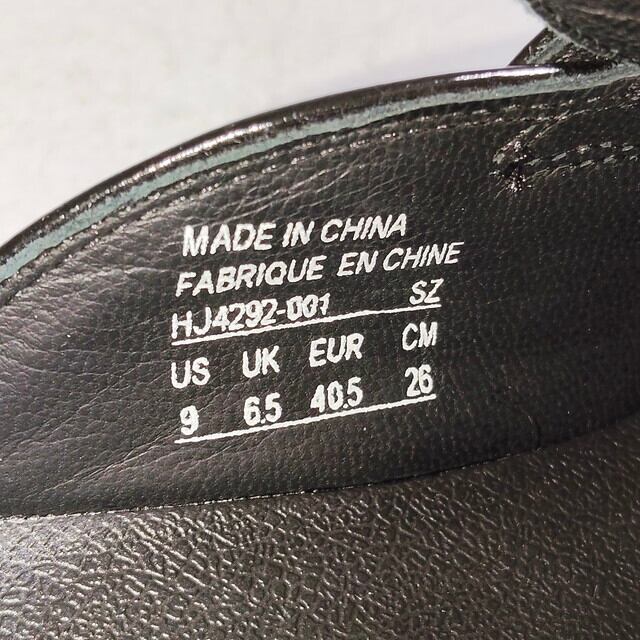 MADE IN CHINA
FABRIQUE EN CHINE
HJ4292-001 SZ
US UK EUR CM
9 6.5 40.5 26